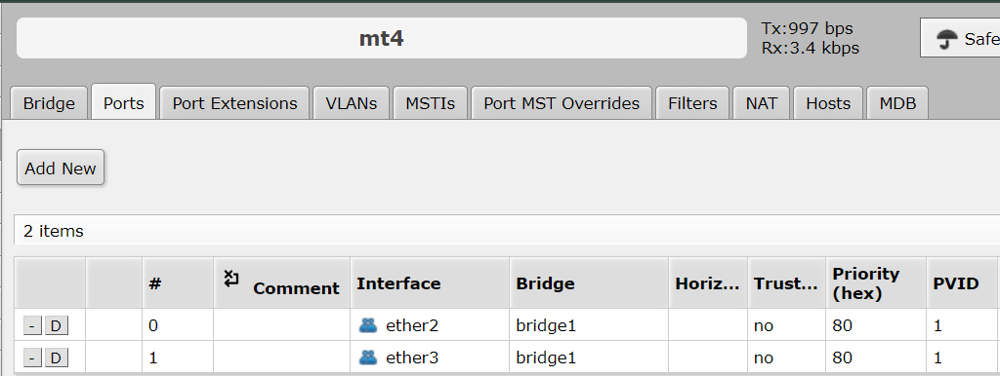 mt4
Tx:997 bps
Rx:3.4 kbps
Safe
Bridge Ports Port Extensions VLANs MSTIs Port MST Overrides Filters NAT Hosts MDB
Add New
2 items
# Comment Interface Bridge Horiz... Trust... Priority (hex) PVID
- D 0 ether2 bridge1 no 80 1
- D 1 ether3 bridge1 no 80 1